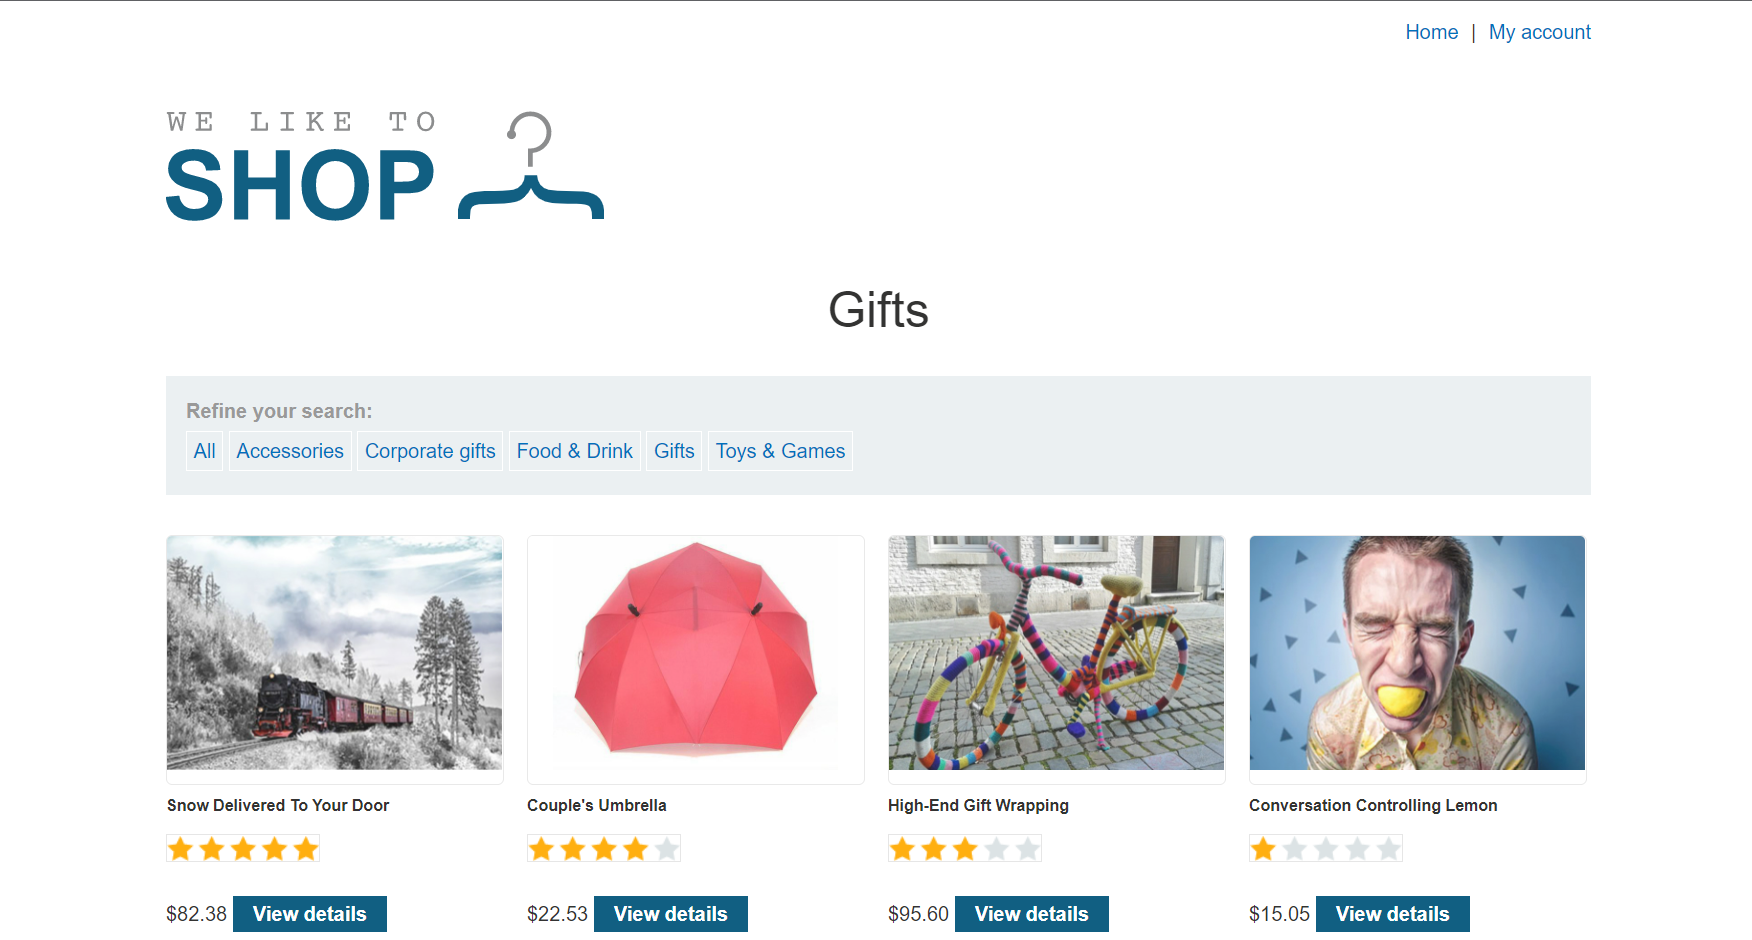 Home | My account
WE LIKE TO
SHOP
Gifts
Refine your search:
All Accessories Corporate gifts Food & Drink Gifts Toys & Games
Snow Delivered To Your Door
Couple's Umbrella
High-End Gift Wrapping
Conversation Controlling Lemon
$82.38 View details
$22.53 View details
$95.60 View details
$15.05 View details